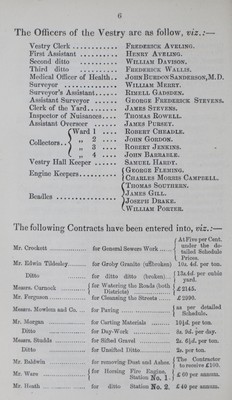 6
The Officers of the Vestry are as follow, viz.:—
Vestry Clerk ............ Frederick Aveling.
First Assistant ............ Henry Aveling.
Second ditto ............ William Davison.
Third ditto ............ Frederick Wallis.
Medical Officer of Health .. John Burdon Sanderson, M.D.
Surveyor ............ William Merry.
Surveyor's Assistant ........ Rimell Gadsden.
Assistant Surveyor ........ George Frederick Stevens.
Clerk of the Yard ........ James Stevens.
Inspector of Nuisances .... Thomas Rowell.
Assistant Overseer ........ James Pursey.
Collectors .. { Ward 1 .... Robert Cheadle.
„ 2 .... John Gordon.
„ 3 .... Robert Jenkins.
„ 4 .... John Barnable.
Vestry Hall Keeper ........ Samuel Hardy.
Engine Keepers ........ { George Fleming.
Charles Morris Campbell.
Beadles ............ { Thomas Southern.
James Gill.
Joseph Drake.
William Porter.
The following Contracts have been entered into, viz.:—
Mr. Crockett ............ for General Sewers Work ...... { At Five per Cent. under the detailed Schedule Prices.
Mr. Edwin Tildesley for Groby Granite (unbroken) 10s. 4d. per ton.
Ditto for ditto ditto (broken) .. { 13s.4d. per cubic yard.
Messrs. Curnock for Watering the Roads (both Districts) } £2145.
Mr. Ferguson ............ for Cleansing the Streets ...... £2200.
Messrs. Mowlem and Co. ... for Paving ............ { as per detailed Schedule.
Mr. Morgan ............ for Carting Materials ............ 10½d. per ton.
Ditto ............ for Day-Work ............ 9s. 9d. per day.
Messrs. Studds ............ for Sifted Gravel ............ 2s. 6½d. per ton.
Ditto ............ for Unsifted Ditto ............ 2s. per ton.
Mr. Baldwin ............ for removing Dust and Ashes { The Contractor to receive £100.
Mr. Ware ............ { for Horsing Fire Engine, Station No. 1. } £60 per annum.
Mr. Heath ............ for ditto Station No. 2. £49 per annum.